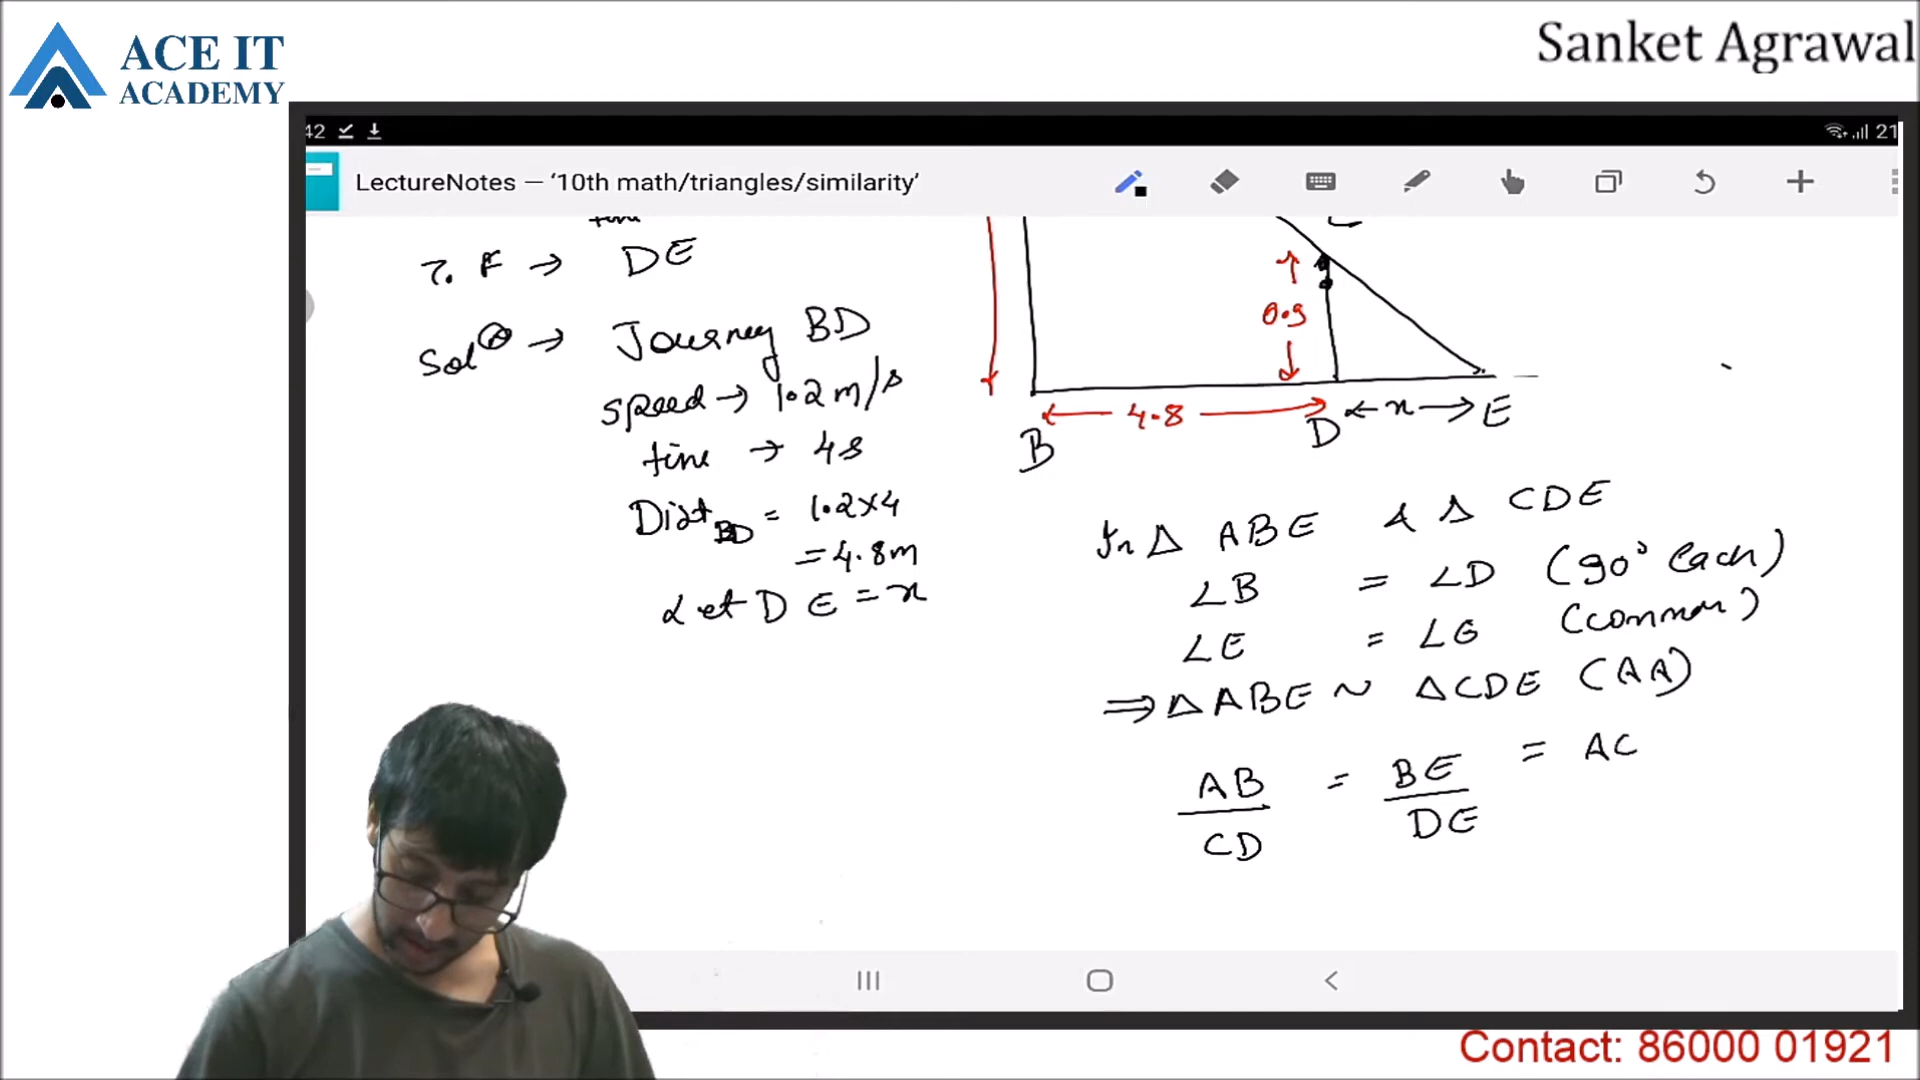 ACE IT
ACADEMY
Sanket Agrawal
42
21
LectureNotes – ‘10th math/triangles/similarity’
7. F → DE
Sol → Journey BD
speed → 1.2 m/s
time → 4s
Dist BD = 1.2×4
= 4.8m
Let DE = x
0.9
4.8
x
B
D
E
In Δ ABE & Δ CDE
∠B = ∠D (90° each)
∠E = ∠E (common)
⇒ Δ ABE ~ Δ CDE (AA)
AB = BE = AC
CD DE
Contact: 86000 01921